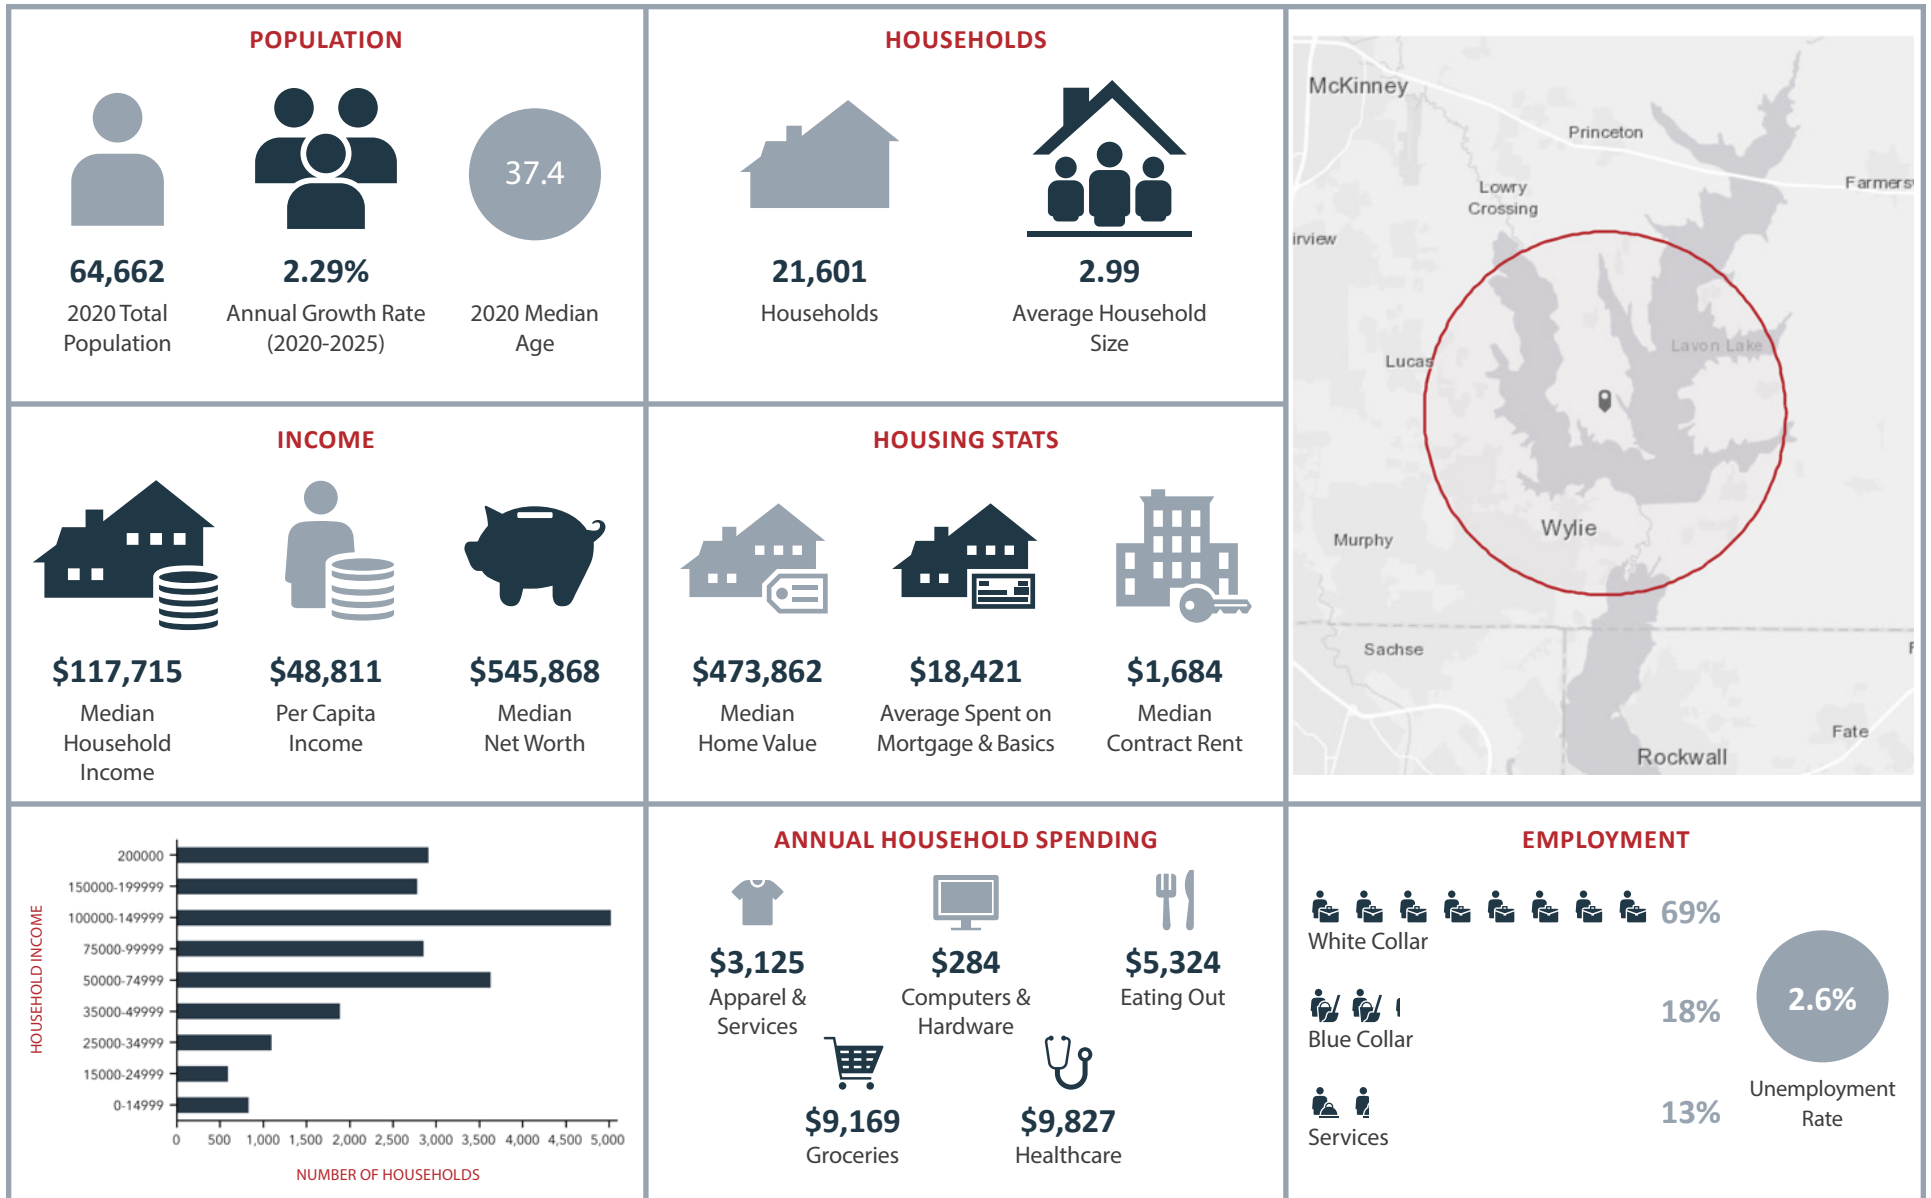 POPULATION
64,662
2020 Total
Population
2.29%
Annual Growth Rate
(2020-2025)
37.4
2020 Median
Age
HOUSEHOLDS
21,601
Households
2.99
Average Household
Size
McKinney
Princeton
Lowry
Crossing
Farmers
irview
Lucas
Lavon Lake
Wylie
Murphy
Sachse
Fate
Rockwall
INCOME
$117,715
Median
Household
Income
$48,811
Per Capita
Income
$545,868
Median
Net Worth
HOUSING STATS
$473,862
Median
Home Value
$18,421
Average Spent on
Mortgage & Basics
$1,684
Median
Contract Rent
HOUSEHOLD INCOME
200000
150000-199999
100000-149999
75000-99999
50000-74999
35000-49999
25000-34999
15000-24999
0-14999
0 500 1,000 1,500 2,000 2,500 3,000 3,500 4,000 4,500 5,000
NUMBER OF HOUSEHOLDS
ANNUAL HOUSEHOLD SPENDING
$3,125
Apparel &
Services
$284
Computers &
Hardware
$5,324
Eating Out
$9,169
Groceries
$9,827
Healthcare
EMPLOYMENT
69%
White Collar
18%
Blue Collar
13%
Services
2.6%
Unemployment
Rate